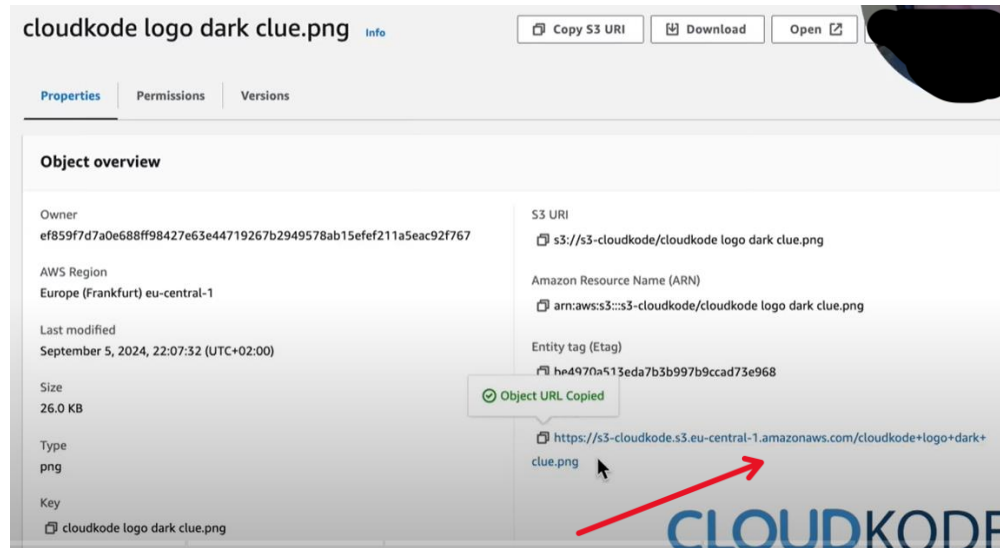 cloudkode logo dark clue.png Info
Copy S3 URI Download Open
Properties Permissions Versions
Object overview
Owner
ef859f7d7a0e688ff98427e63e44719267b2949578ab15efef211a5eac92f767
AWS Region
Europe (Frankfurt) eu-central-1
Last modified
September 5, 2024, 22:07:32 (UTC+02:00)
Size
26.0 KB
Type
png
Key
cloudkode logo dark clue.png
S3 URI
s3://s3-cloudkode/cloudkode logo dark clue.png
Amazon Resource Name (ARN)
arn:aws:s3:::s3-cloudkode/cloudkode logo dark clue.png
Entity tag (Etag)
be4970a513eda7b3b997b9ccad73e968
Object URL Copied
https://s3-cloudkode.s3.eu-central-1.amazonaws.com/cloudkode+logo+dark+
clue.png
CLOUDKODE